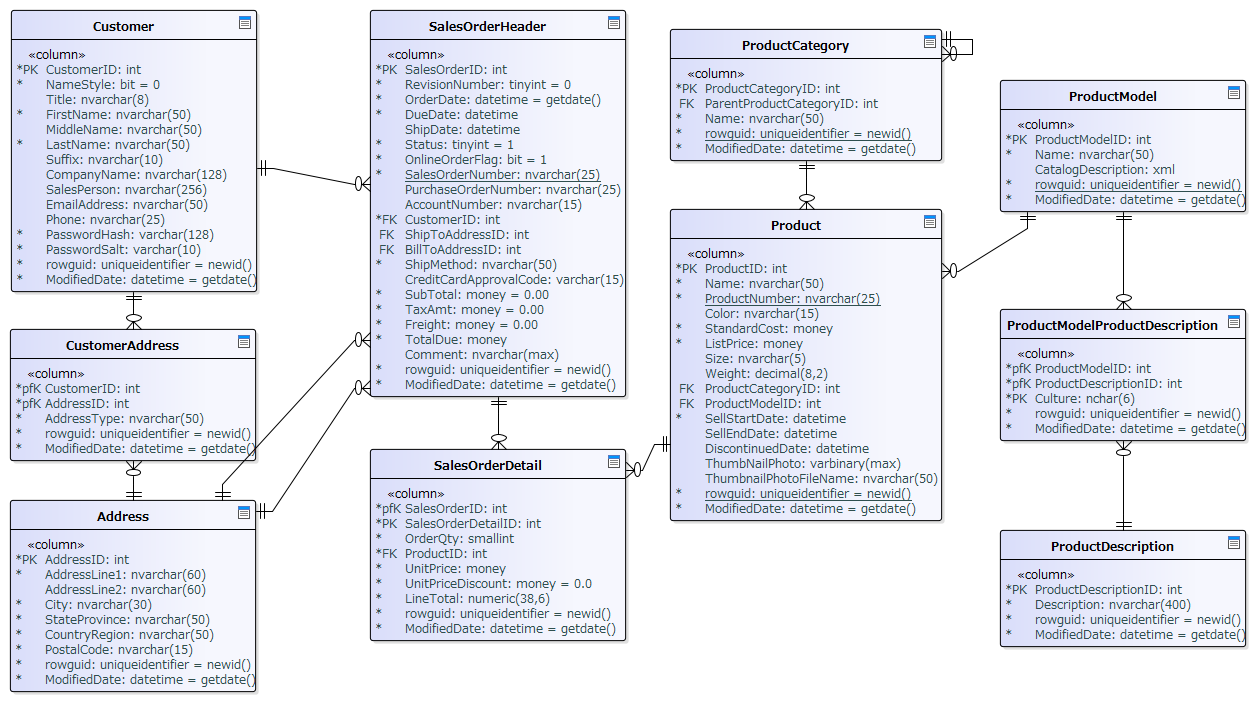 Customer
«column»
*PK CustomerID: int
* NameStyle: bit = 0
Title: nvarchar(8)
* FirstName: nvarchar(50)
MiddleName: nvarchar(50)
* LastName: nvarchar(50)
Suffix: nvarchar(10)
CompanyName: nvarchar(128)
SalesPerson: nvarchar(256)
EmailAddress: nvarchar(50)
Phone: nvarchar(25)
* PasswordHash: varchar(128)
* PasswordSalt: varchar(10)
* rowguid: uniqueidentifier = newid()
* ModifiedDate: datetime = getdate()
CustomerAddress
«column»
*pfK CustomerID: int
*pfK AddressID: int
* AddressType: nvarchar(50)
* rowguid: uniqueidentifier = newid()
* ModifiedDate: datetime = getdate()
Address
«column»
*PK AddressID: int
* AddressLine1: nvarchar(60)
AddressLine2: nvarchar(60)
* City: nvarchar(30)
* StateProvince: nvarchar(50)
* CountryRegion: nvarchar(50)
* PostalCode: nvarchar(15)
* rowguid: uniqueidentifier = newid()
* ModifiedDate: datetime = getdate()
SalesOrderHeader
«column»
*PK SalesOrderID: int
* RevisionNumber: tinyint = 0
* OrderDate: datetime = getdate()
* DueDate: datetime
ShipDate: datetime
* Status: tinyint = 1
* OnlineOrderFlag: bit = 1
* SalesOrderNumber: nvarchar(25)
PurchaseOrderNumber: nvarchar(25)
AccountNumber: nvarchar(15)
*FK CustomerID: int
FK ShipToAddressID: int
FK BillToAddressID: int
* ShipMethod: nvarchar(50)
CreditCardApprovalCode: varchar(15)
* SubTotal: money = 0.00
* TaxAmt: money = 0.00
* Freight: money = 0.00
* TotalDue: money
Comment: nvarchar(max)
* rowguid: uniqueidentifier = newid()
* ModifiedDate: datetime = getdate()
SalesOrderDetail
«column»
*pfK SalesOrderID: int
*PK SalesOrderDetailID: int
* OrderQty: smallint
*FK ProductID: int
* UnitPrice: money
* UnitPriceDiscount: money = 0.0
* LineTotal: numeric(38,6)
* rowguid: uniqueidentifier = newid()
* ModifiedDate: datetime = getdate()
ProductCategory
«column»
*PK ProductCategoryID: int
FK ParentProductCategoryID: int
* Name: nvarchar(50)
* rowguid: uniqueidentifier = newid()
* ModifiedDate: datetime = getdate()
Product
«column»
*PK ProductID: int
* Name: nvarchar(50)
* ProductNumber: nvarchar(25)
Color: nvarchar(15)
* StandardCost: money
* ListPrice: money
Size: nvarchar(5)
Weight: decimal(8,2)
FK ProductCategoryID: int
FK ProductModelID: int
* SellStartDate: datetime
SellEndDate: datetime
DiscontinuedDate: datetime
ThumbNailPhoto: varbinary(max)
ThumbnailPhotoFileName: nvarchar(50)
* rowguid: uniqueidentifier = newid()
* ModifiedDate: datetime = getdate()
ProductModel
«column»
*PK ProductModelID: int
* Name: nvarchar(50)
CatalogDescription: xml
* rowguid: uniqueidentifier = newid()
* ModifiedDate: datetime = getdate()
ProductModelProductDescription
«column»
*pfK ProductModelID: int
*pfK ProductDescriptionID: int
*PK Culture: nchar(6)
* rowguid: uniqueidentifier = newid()
* ModifiedDate: datetime = getdate()
ProductDescription
«column»
*PK ProductDescriptionID: int
* Description: nvarchar(400)
* rowguid: uniqueidentifier = newid()
* ModifiedDate: datetime = getdate()